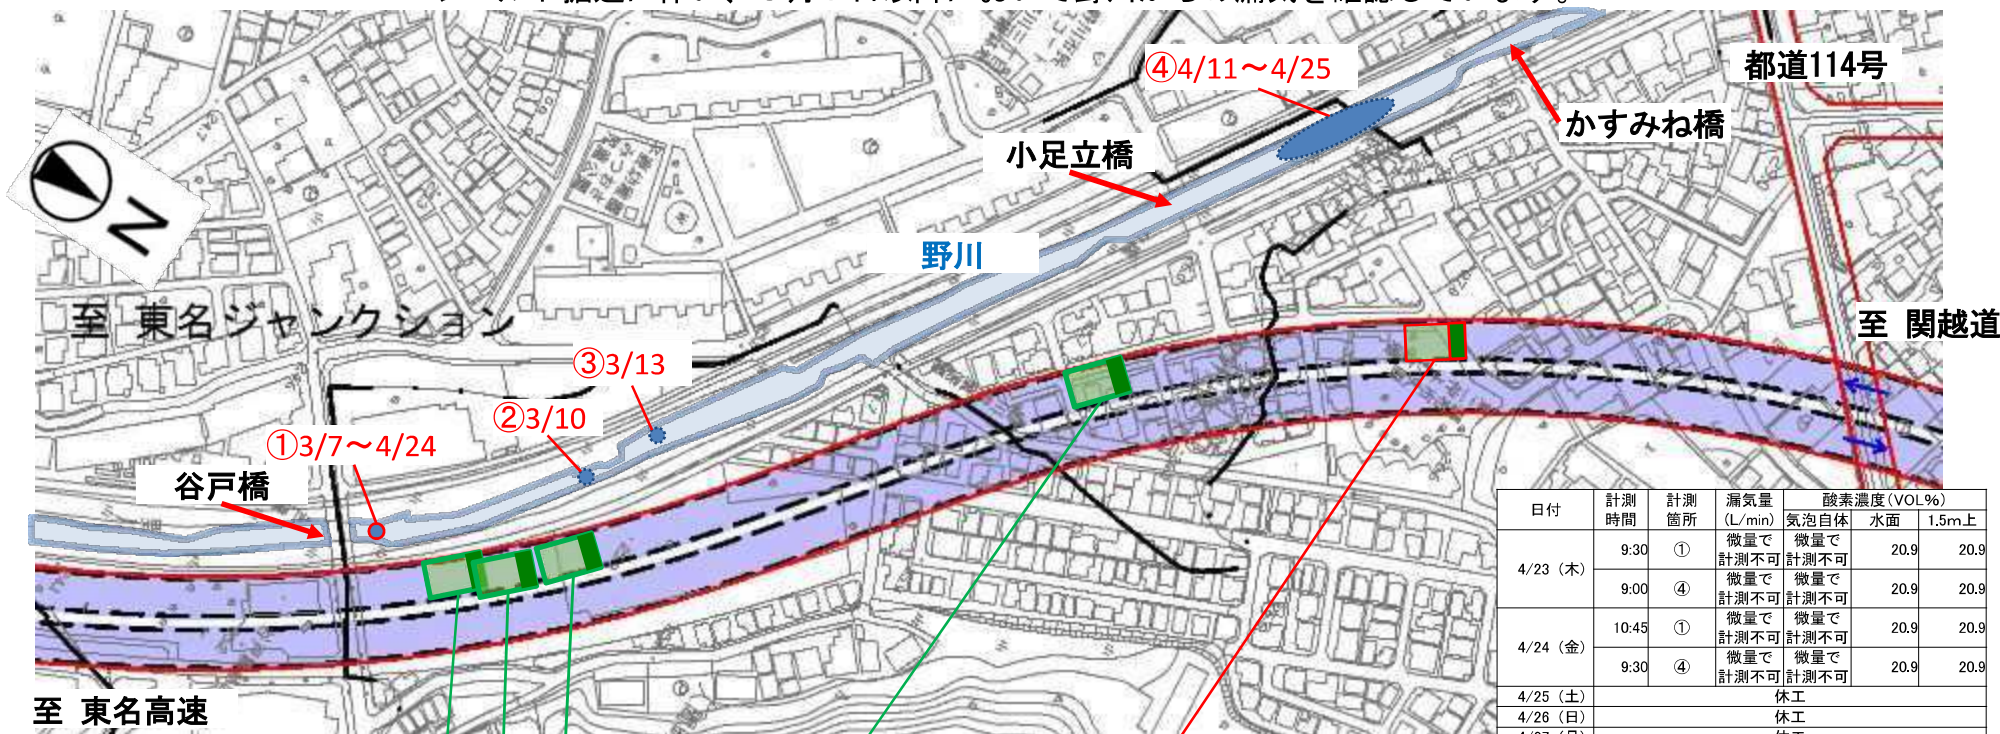 ④4/11～4/25
都道114号
かすみね橋
小足立橋
N
野川
至 東名ジャンクション
至 関越道
③3/13
②3/10
①3/7～4/24
谷戸橋
至 東名高速
日付 計測時間 計測箇所 漏気量(L/min) 酸素濃度(VOL%)
気泡自体 水面 1.5m上
4/23（木） 9:30 ① 微量で計測不可 微量で計測不可 20.9 20.9
9:00 ④ 微量で計測不可 微量で計測不可 20.9 20.9
4/24（金） 10:45 ① 微量で計測不可 微量で計測不可 20.9 20.9
9:30 ④ 微量で計測不可 微量で計測不可 20.9 20.9
4/25（土） 休工
4/26（日） 休工